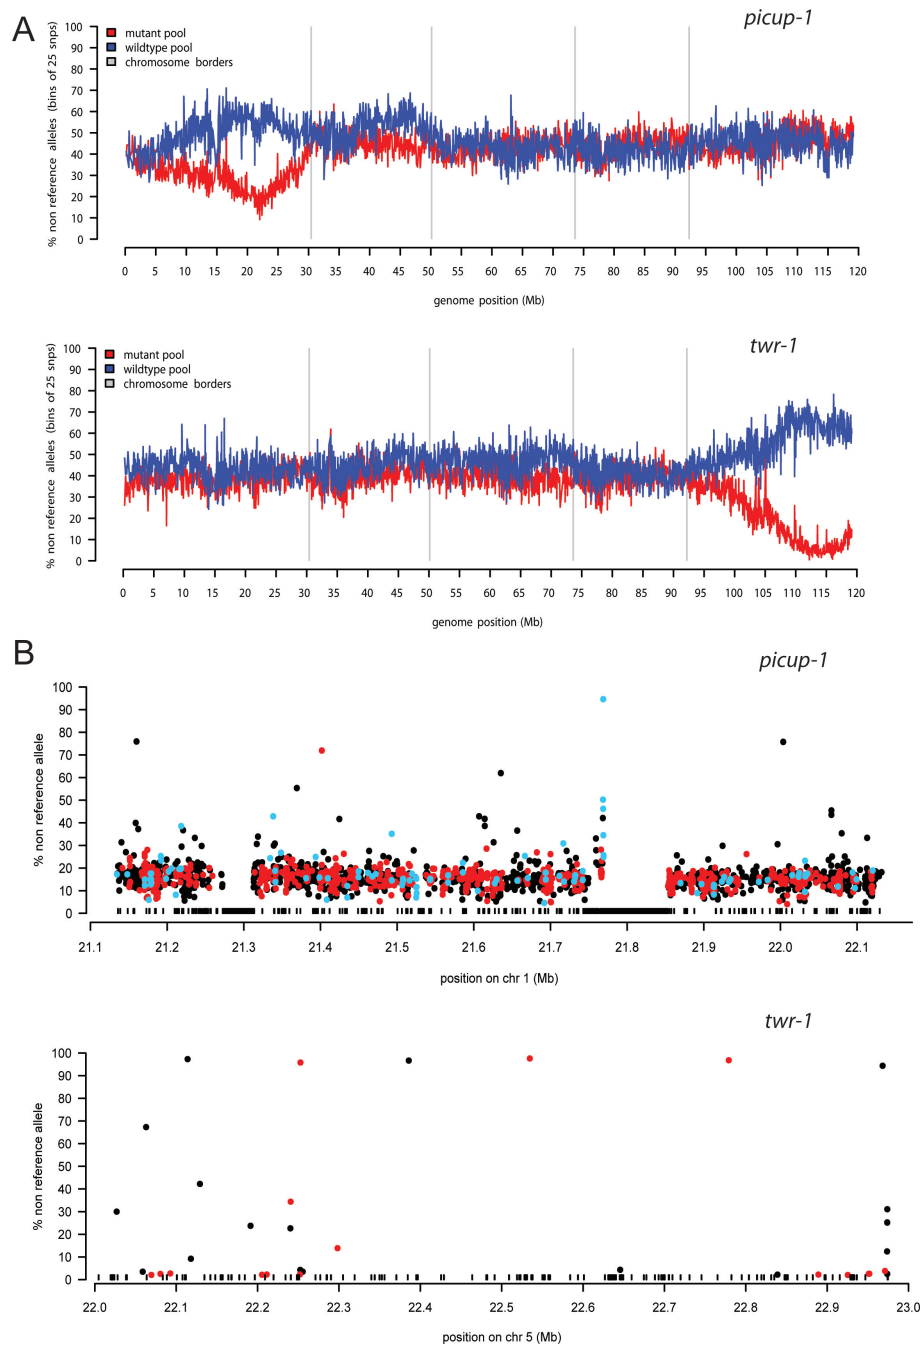 A
picup-1
mutant pool
wildtype pool
chromosome borders
% non reference alleles (bins of 25 snps)
100
90
80
70
60
50
40
30
20
10
0
0 5 10 15 20 25 30 35 40 45 50 55 60 65 70 75 80 85 90 95 100 105 110 115 120
genome position (Mb)
twr-1
mutant pool
wildtype pool
chromosome borders
% non reference alleles (bins of 25 snps)
100
90
80
70
60
50
40
30
20
10
0
0 5 10 15 20 25 30 35 40 45 50 55 60 65 70 75 80 85 90 95 100 105 110 115 120
genome position (Mb)
B
picup-1
% non reference allele
100
90
80
70
60
50
40
30
20
10
0
21.1 21.2 21.3 21.4 21.5 21.6 21.7 21.8 21.9 22.0 22.1
position on chr 1 (Mb)
twr-1
% non reference allele
100
90
80
70
60
50
40
30
20
10
0
22.0 22.1 22.2 22.3 22.4 22.5 22.6 22.7 22.8 22.9 23.0
position on chr 5 (Mb)